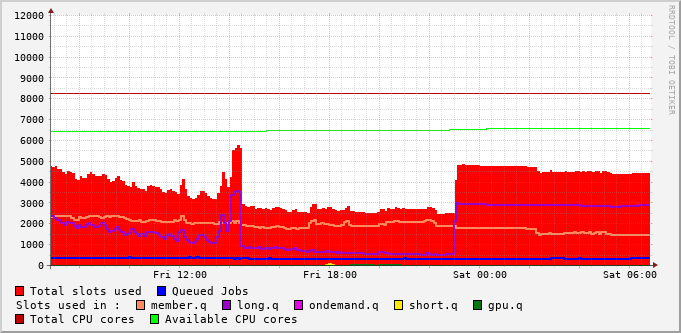 12000
11000
10000
9000
8000
7000
6000
5000
4000
3000
2000
1000
0
Fri 12:00 Fri 18:00 Sat 00:00 Sat 06:00
RRDTOOL / TOBI OETIKER
Total slots used Queued Jobs
Slots used in : member.q long.q ondemand.q short.q gpu.q
Total CPU cores Available CPU cores